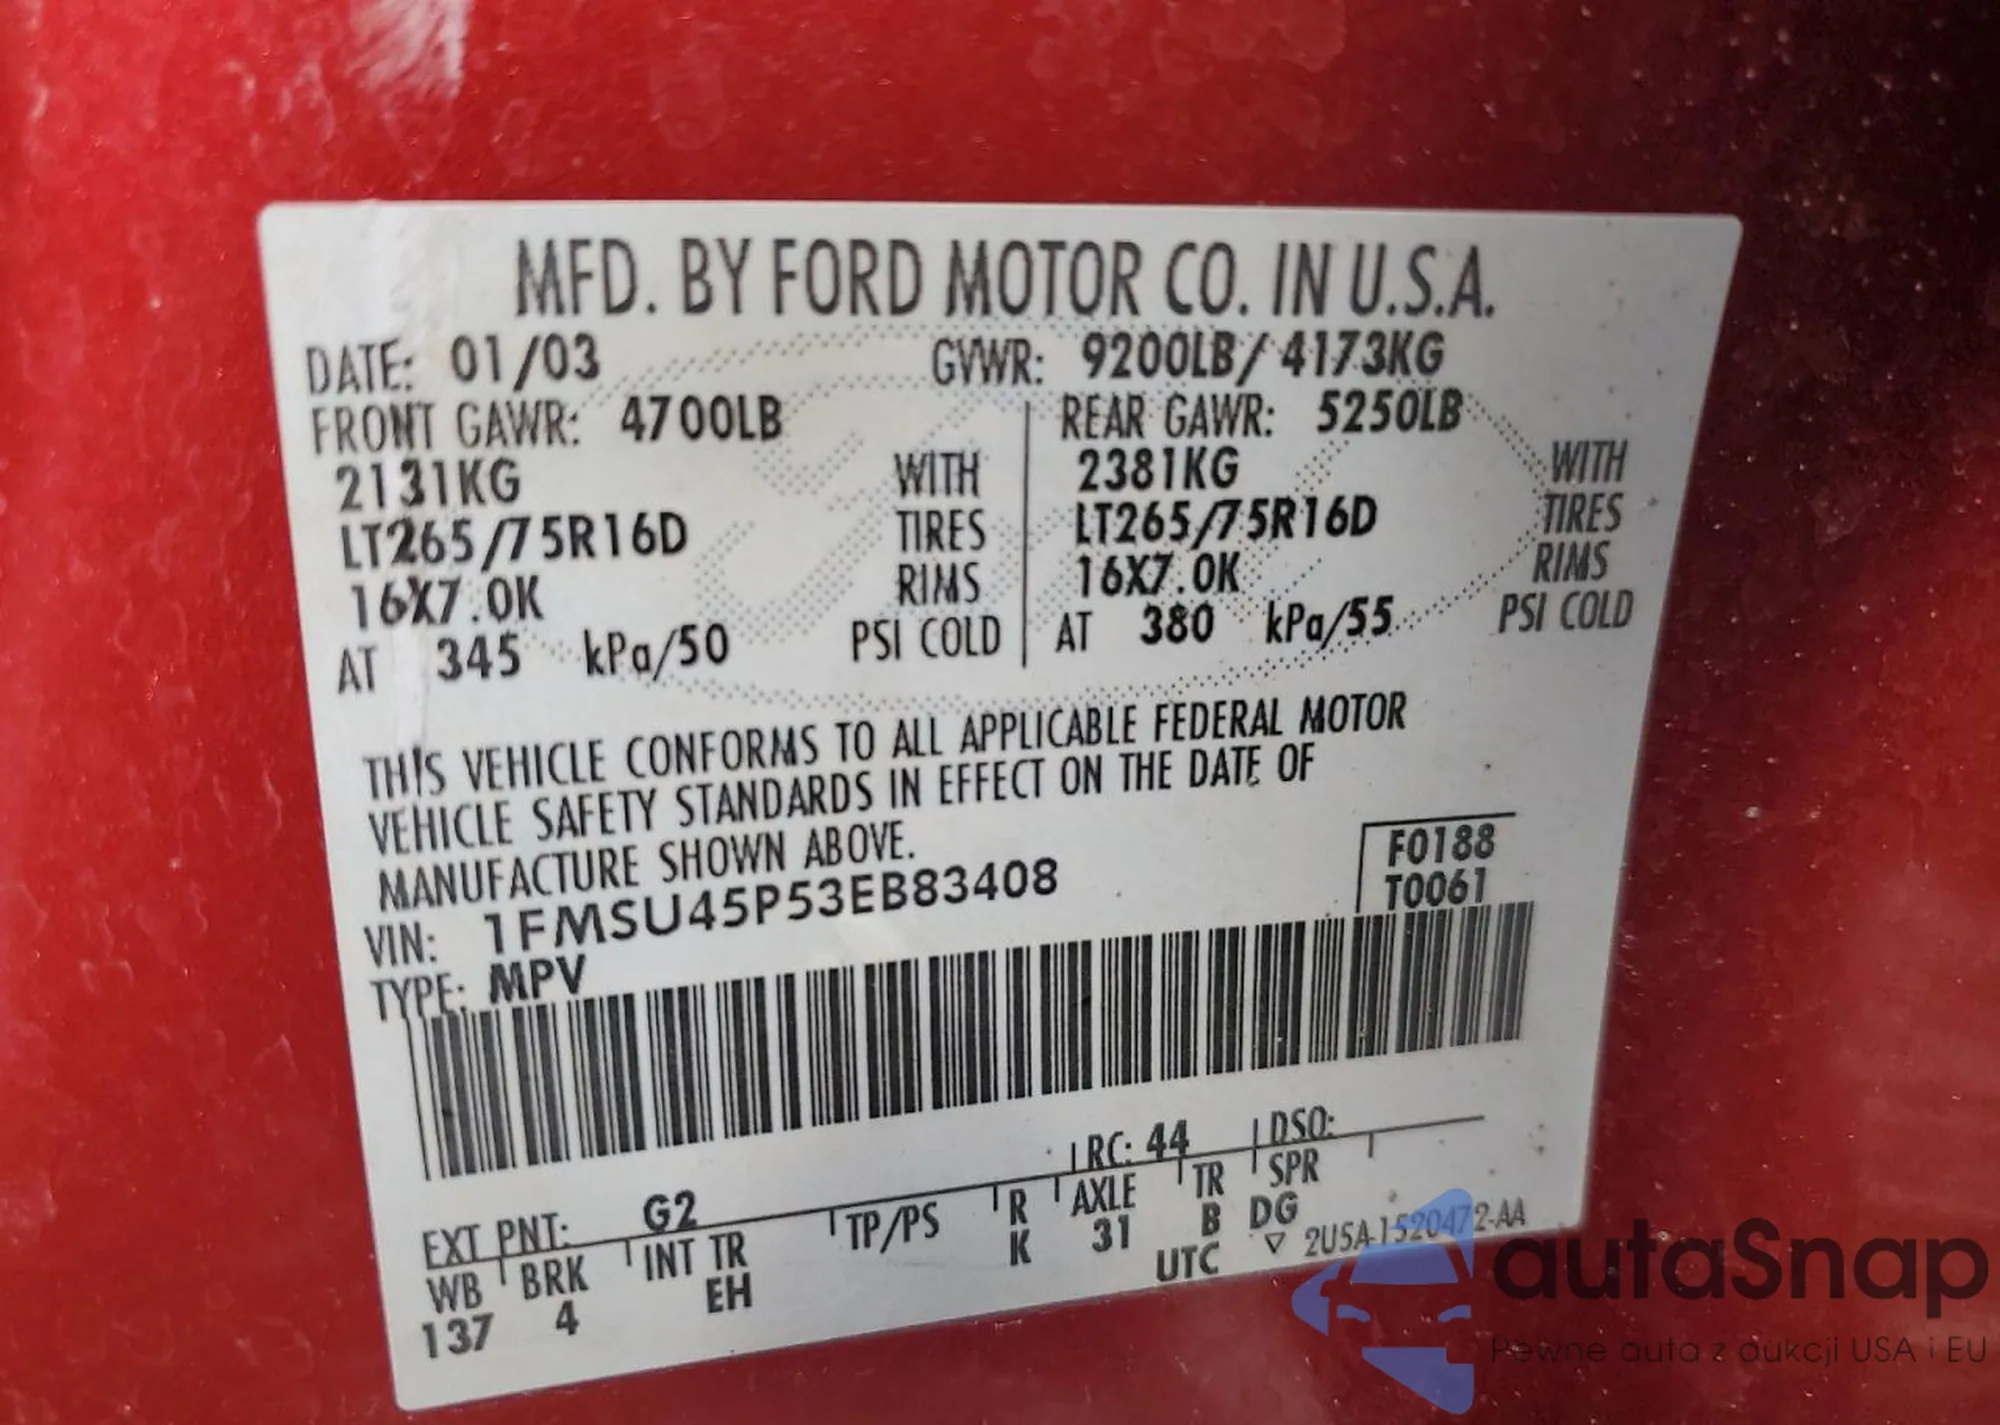 MFD. BY FORD MOTOR CO. IN U.S.A.
DATE: 01/03 GVWR: 9200LB/ 4173KG
FRONT GAWR: 4700LB REAR GAWR: 5250LB
2131KG WITH 2381KG WITH
LT265/75R16D TIRES LT265/75R16D TIRES
16X7.0K RIMS 16X7.0K RIMS
AT 345 kPa/50 PSI COLD AT 380 kPa/55 PSI COLD
THIS VEHICLE CONFORMS TO ALL APPLICABLE FEDERAL MOTOR
VEHICLE SAFETY STANDARDS IN EFFECT ON THE DATE OF
MANUFACTURE SHOWN ABOVE.
VIN: 1FMSU45P53EB83408 F0188
TYPE: MPV T0061
EXT PNT: G2 RC: 44 DSO:
WB BRK INT TR TP/PS R AXLE TR SPR
137 4 EH K 31 B DG
UTC ▽ 2U5A-1520472-AA
autaSnap
Pewne auta z aukcji USA i EU